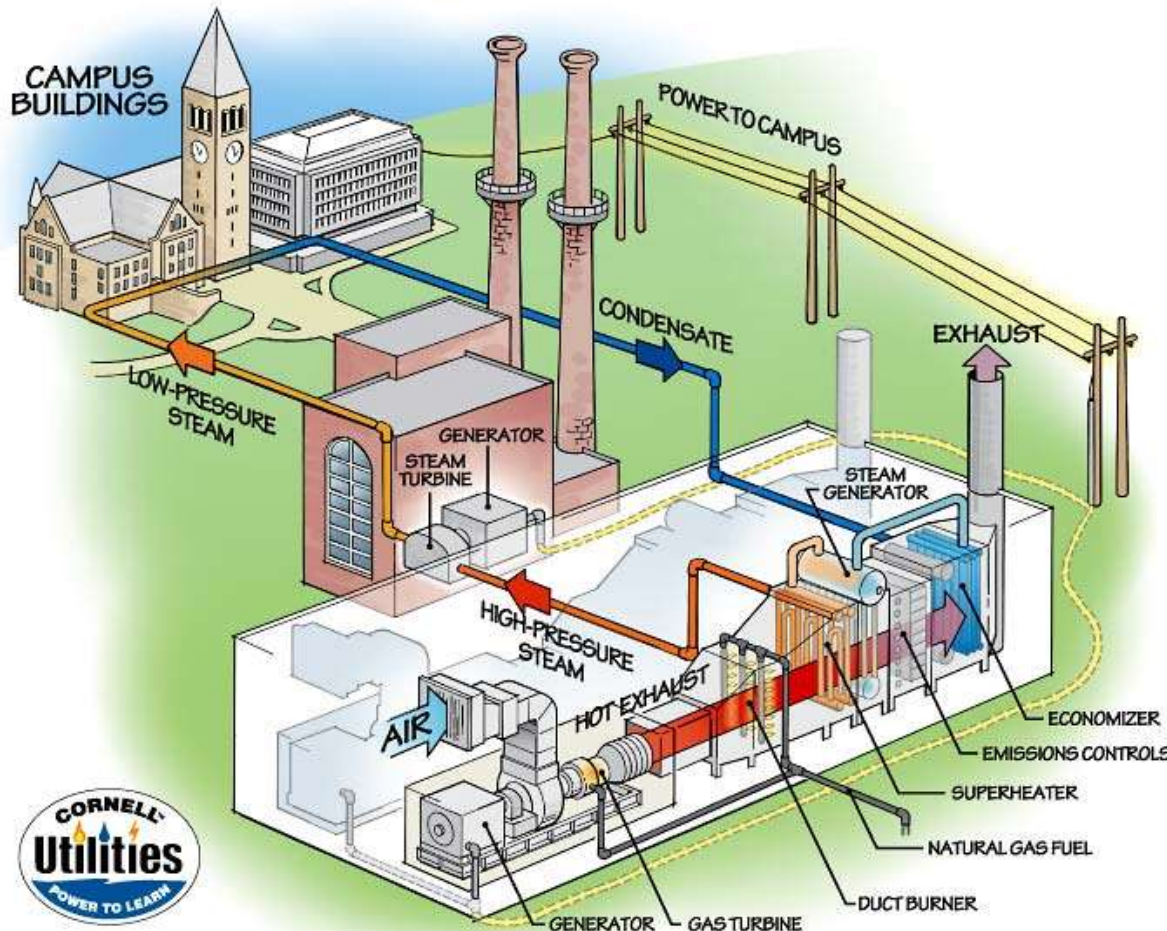 CAMPUS
BUILDINGS
POWER TO CAMPUS
CONDENSATE
EXHAUST
LOW-PRESSURE
STEAM
GENERATOR
STEAM
TURBINE
STEAM
GENERATOR
HIGH-PRESSURE
STEAM
HOT EXHAUST
AIR
ECONOMIZER
EMISSIONS CONTROLS
SUPERHEATER
NATURAL GAS FUEL
DUCT BURNER
GENERATOR
GAS TURBINE
CORNELL
Utilities
POWER TO LEARN